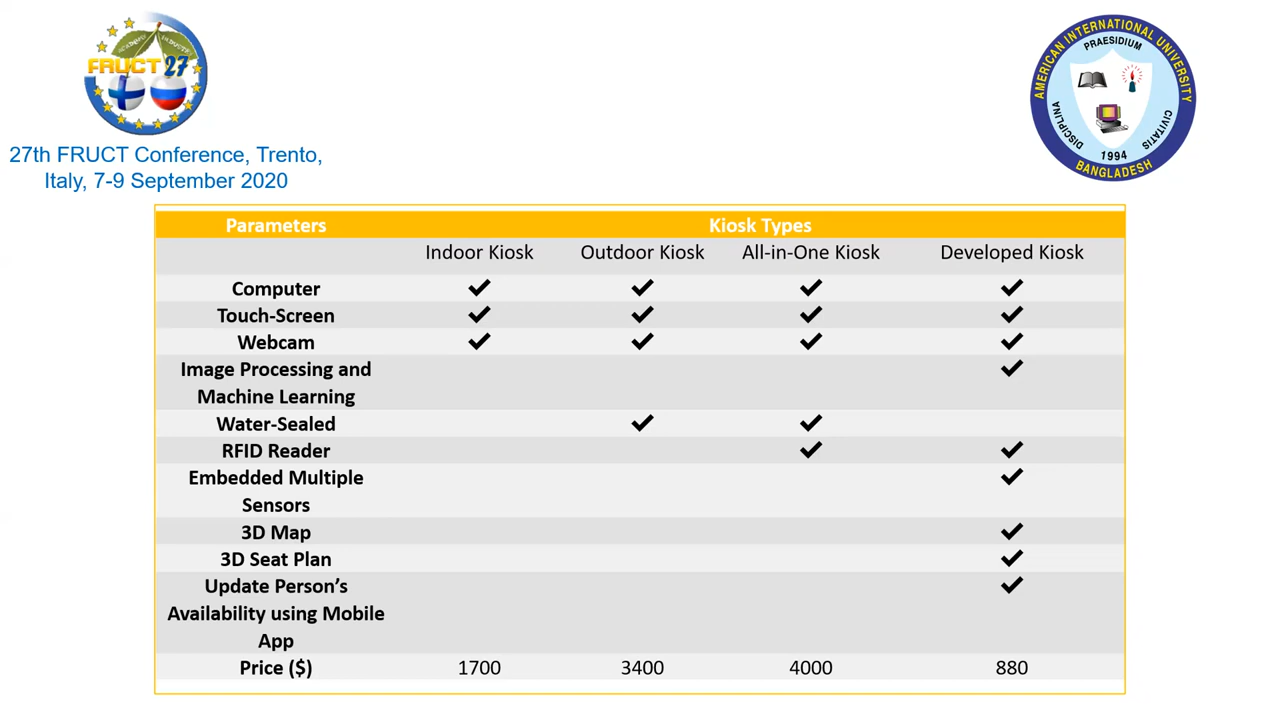 FRUCT 27
27th FRUCT Conference, Trento,
Italy, 7-9 September 2020
AMERICAN INTERNATIONAL UNIVERSITY
PRAESIDIUM
DISCIPLINA
CIVITATIS
1994
BANGLADESH
Parameters Kiosk Types
Indoor Kiosk Outdoor Kiosk All-in-One Kiosk Developed Kiosk
Computer ✔ ✔ ✔ ✔
Touch-Screen ✔ ✔ ✔ ✔
Webcam ✔ ✔ ✔ ✔
Image Processing and ✔
Machine Learning
Water-Sealed ✔ ✔
RFID Reader ✔ ✔
Embedded Multiple ✔
Sensors
3D Map ✔
3D Seat Plan ✔
Update Person’s ✔
Availability using Mobile
App
Price ($) 1700 3400 4000 880